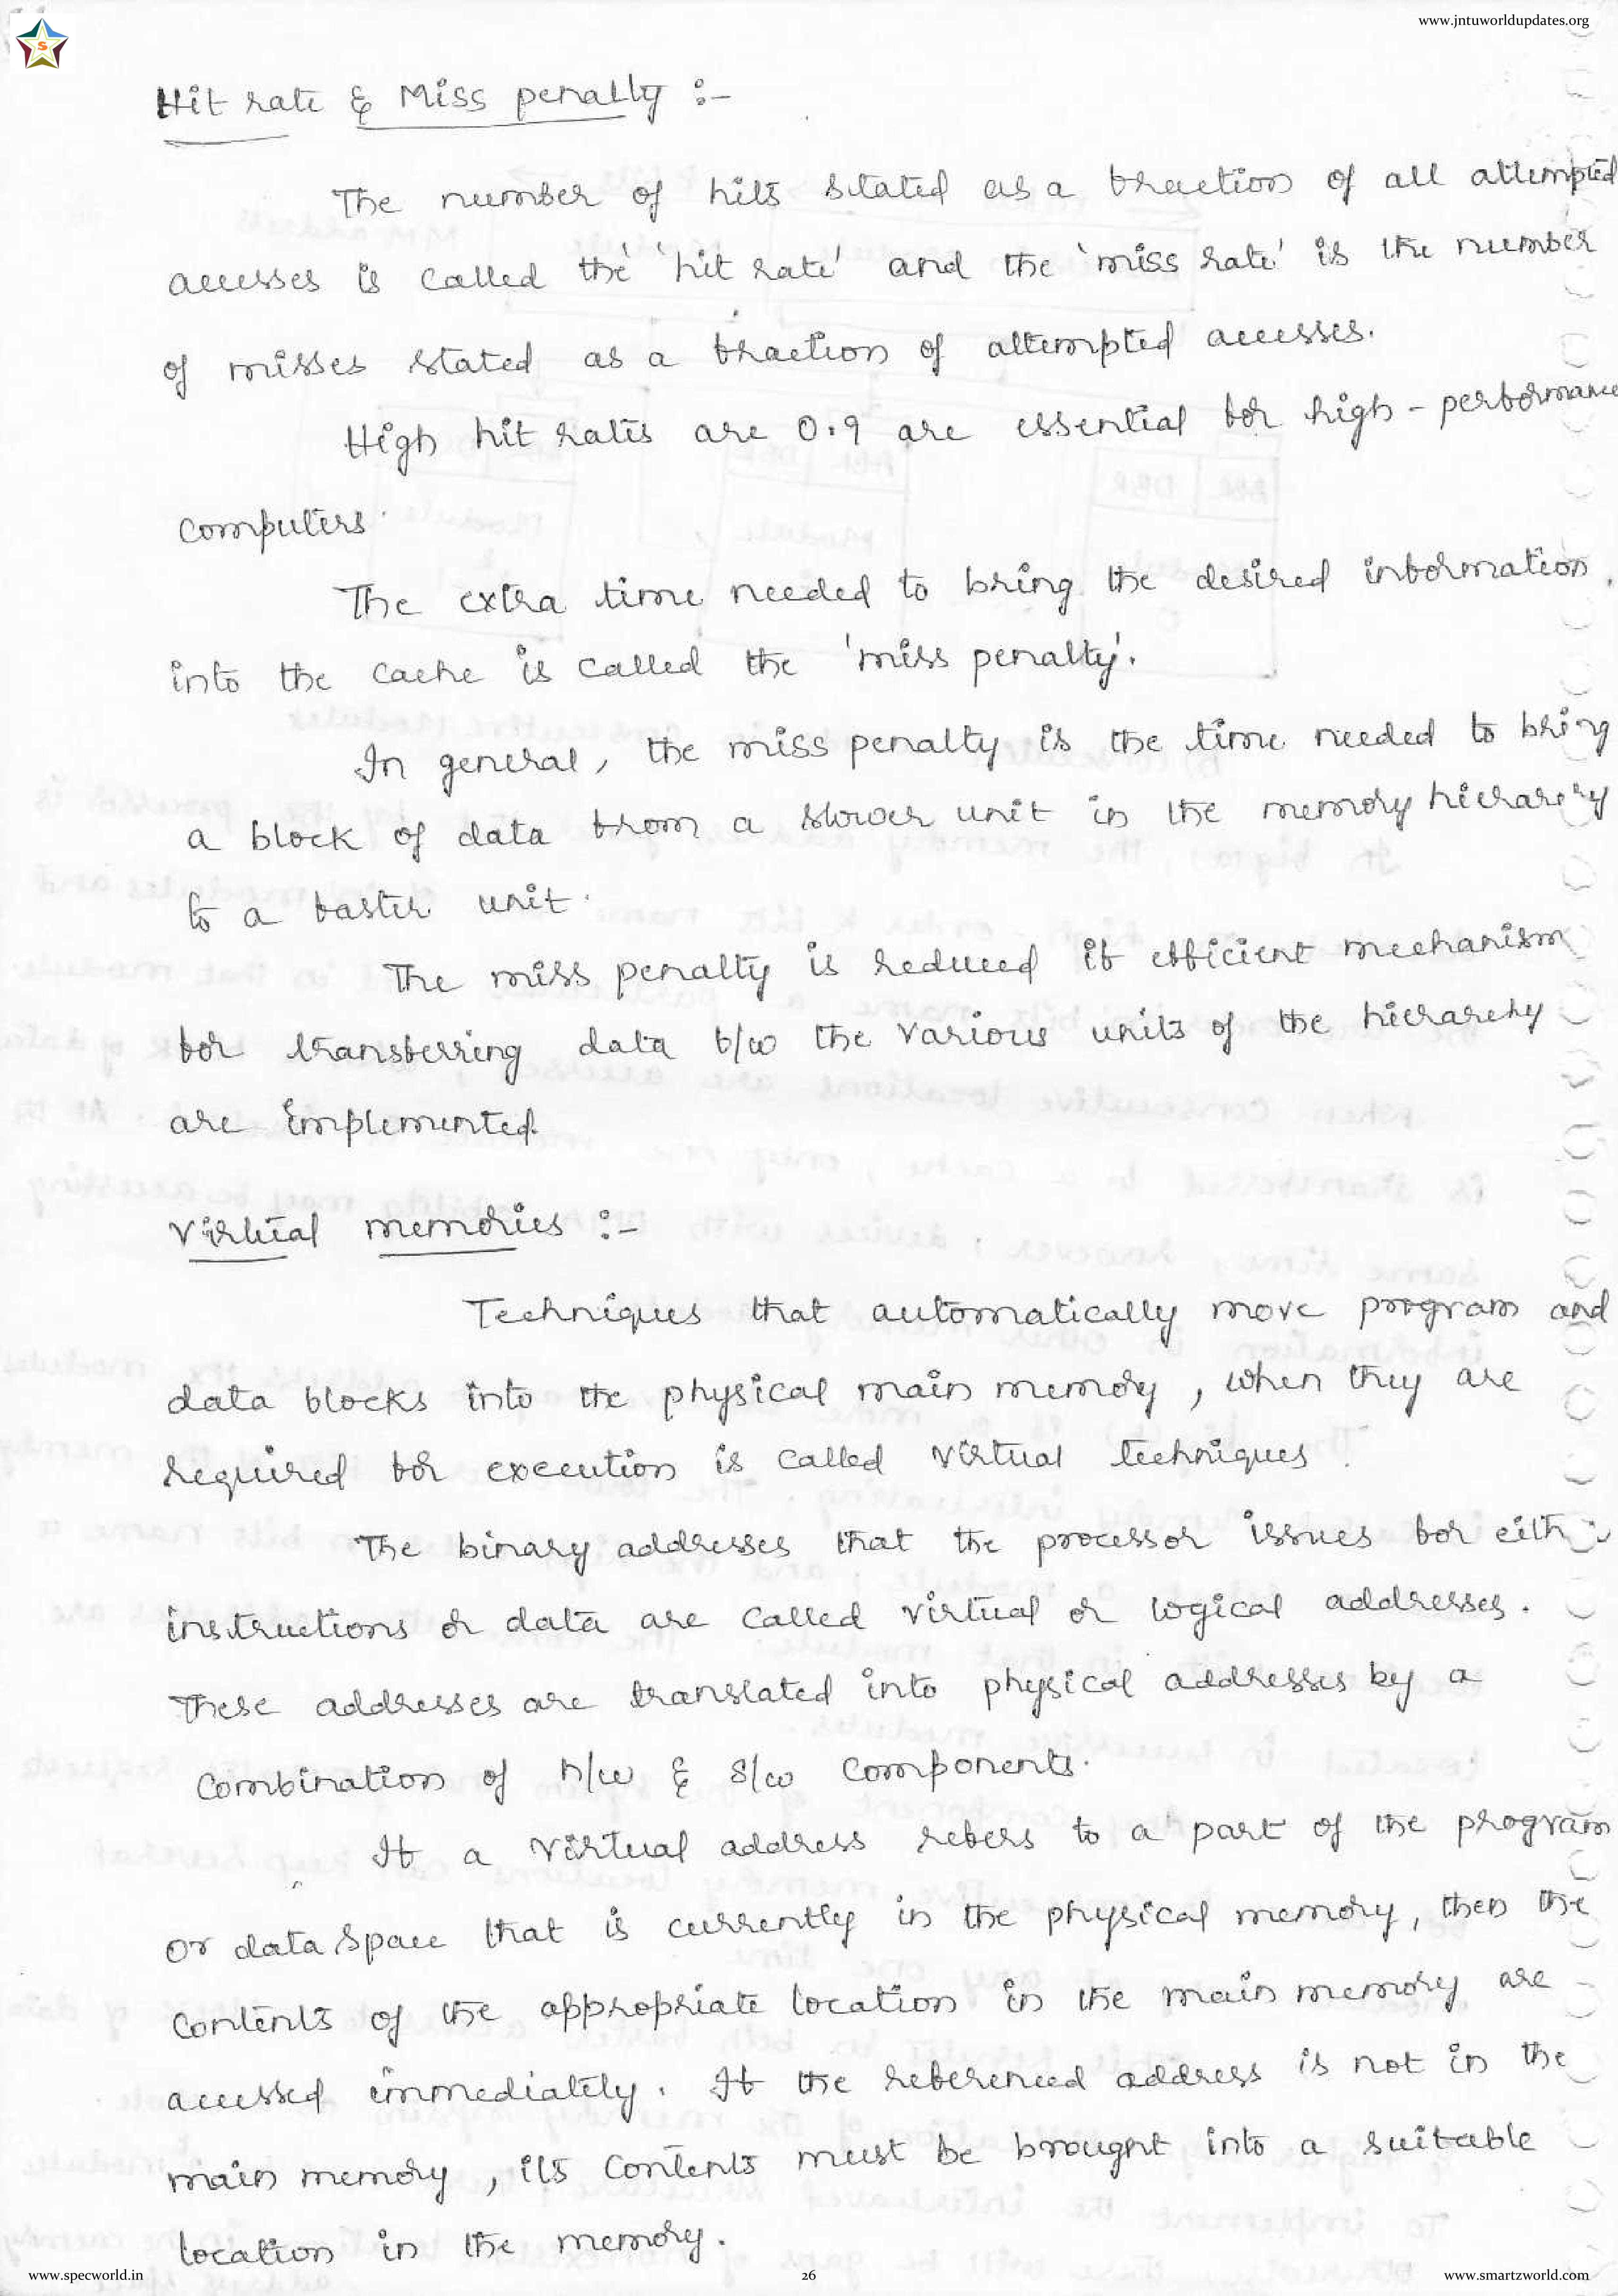 www.jntuworldupdates.org
S
Hit rate & Miss penalty :-
The number of hits stated as a fraction of all attempted
accesses is called the 'hit rate' and the 'miss rate' is the number
of misses stated as a fraction of attempted accesses.
High hit rates are 0.9 are essential for high-performance
computers.
The extra time needed to bring the desired information
into the cache is called the 'miss penalty'.
In general, the miss penalty is the time needed to bring
a block of data from a slower unit in the memory hierarchy
to a faster unit.
The miss penalty is reduced if efficient mechanism
for transferring data b/w the various units of the hierarchy
are implemented.
Virtual memories :-
Techniques that automatically move program and
data blocks into the physical main memory, when they are
required for execution is called virtual techniques.
The binary addresses that the processor issues for either
instructions or data are called virtual or logical addresses.
These addresses are translated into physical addresses by a
combination of h/w & s/w components.
If a virtual address refers to a part of the program
or data space that is currently in the physical memory, then the
contents of the appropriate location in the main memory are
accessed immediately. If the referenced address is not in the
main memory, its contents must be brought into a suitable
location in the memory.
www.specworld.in
26
www.smartzworld.com